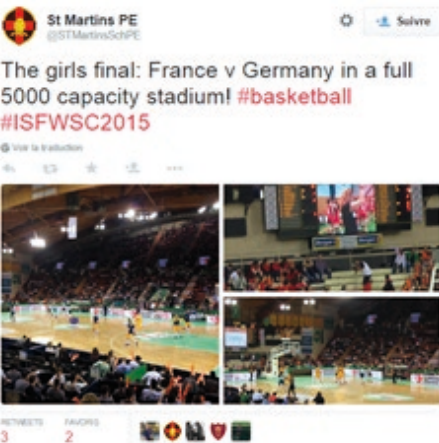 St Martins PE
@STMartinsSchPE
Suivre
The girls final: France v Germany in a full
5000 capacity stadium! #basketball
#ISFWSC2015
Voir la traduction
RETWEETS
FAVORIS
3
2